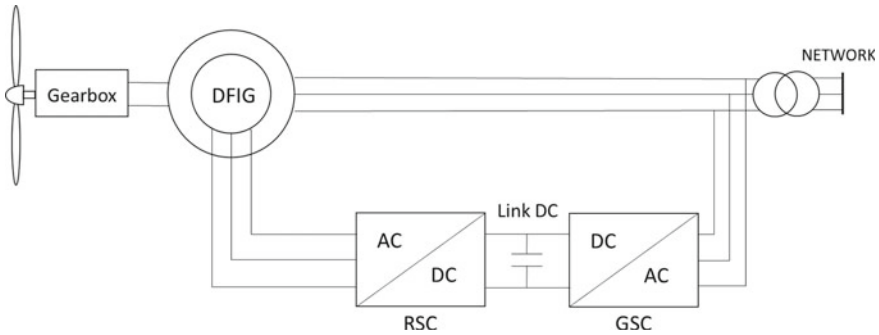 NETWORK
Gearbox
DFIG
Link DC
AC
DC
DC
AC
RSC
GSC